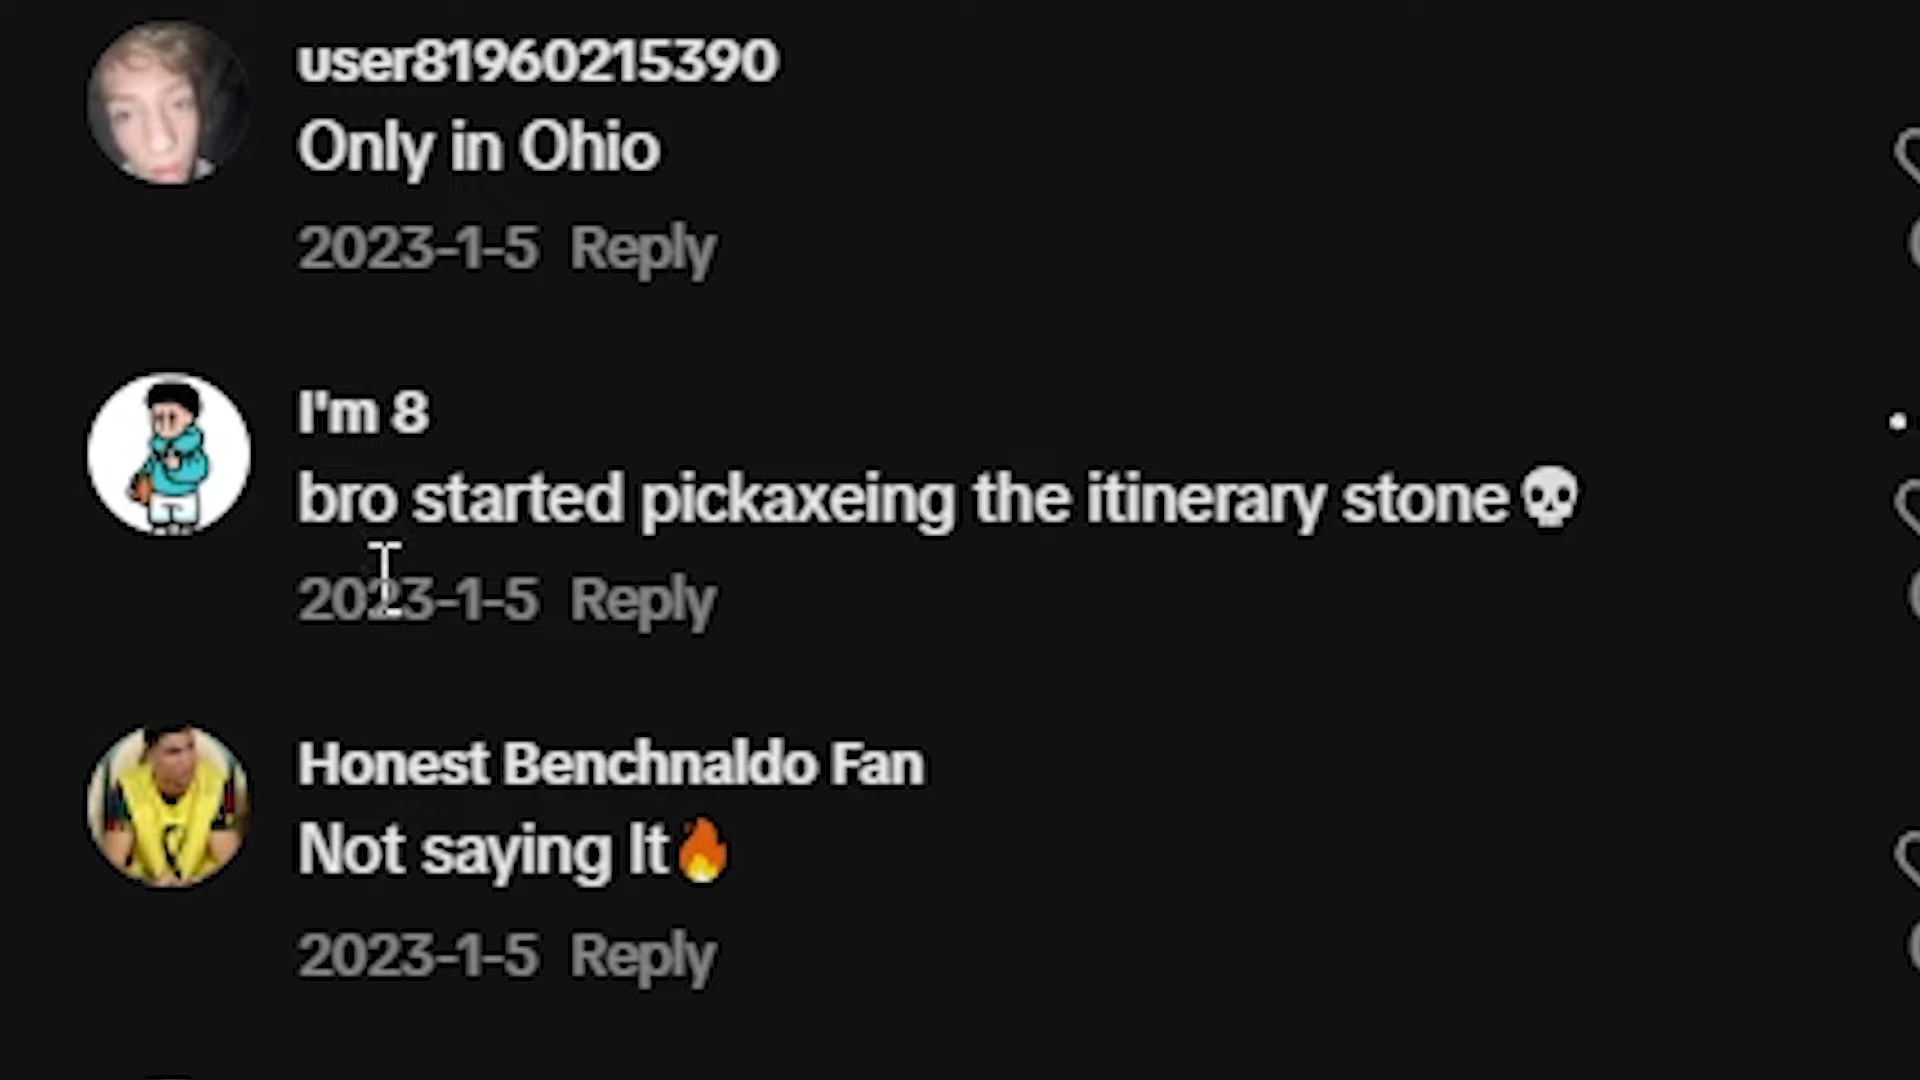 user81960215390
Only in Ohio
2023-1-5 Reply
I'm 8
bro started pickaxeing the itinerary stone💀
2023-1-5 Reply
Honest Benchnaldo Fan
Not saying It🔥
2023-1-5 Reply